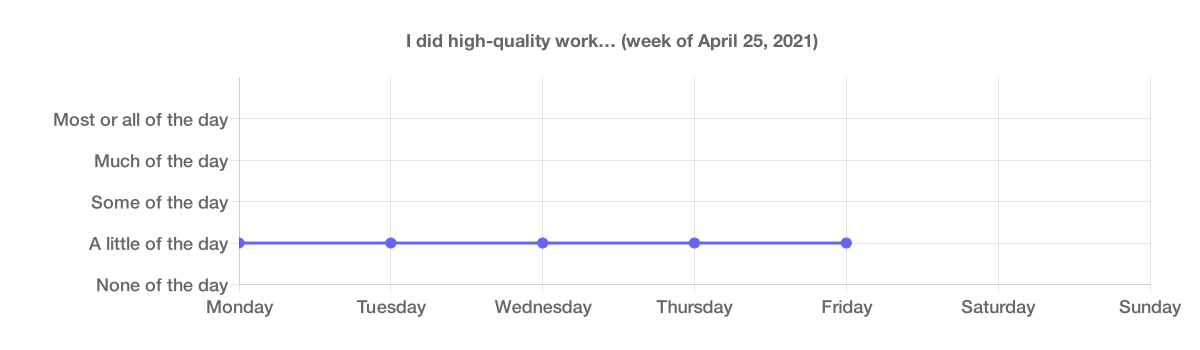 I did high-quality work… (week of April 25, 2021)
Most or all of the day
Much of the day
Some of the day
A little of the day
None of the day
Monday Tuesday Wednesday Thursday Friday Saturday Sunday